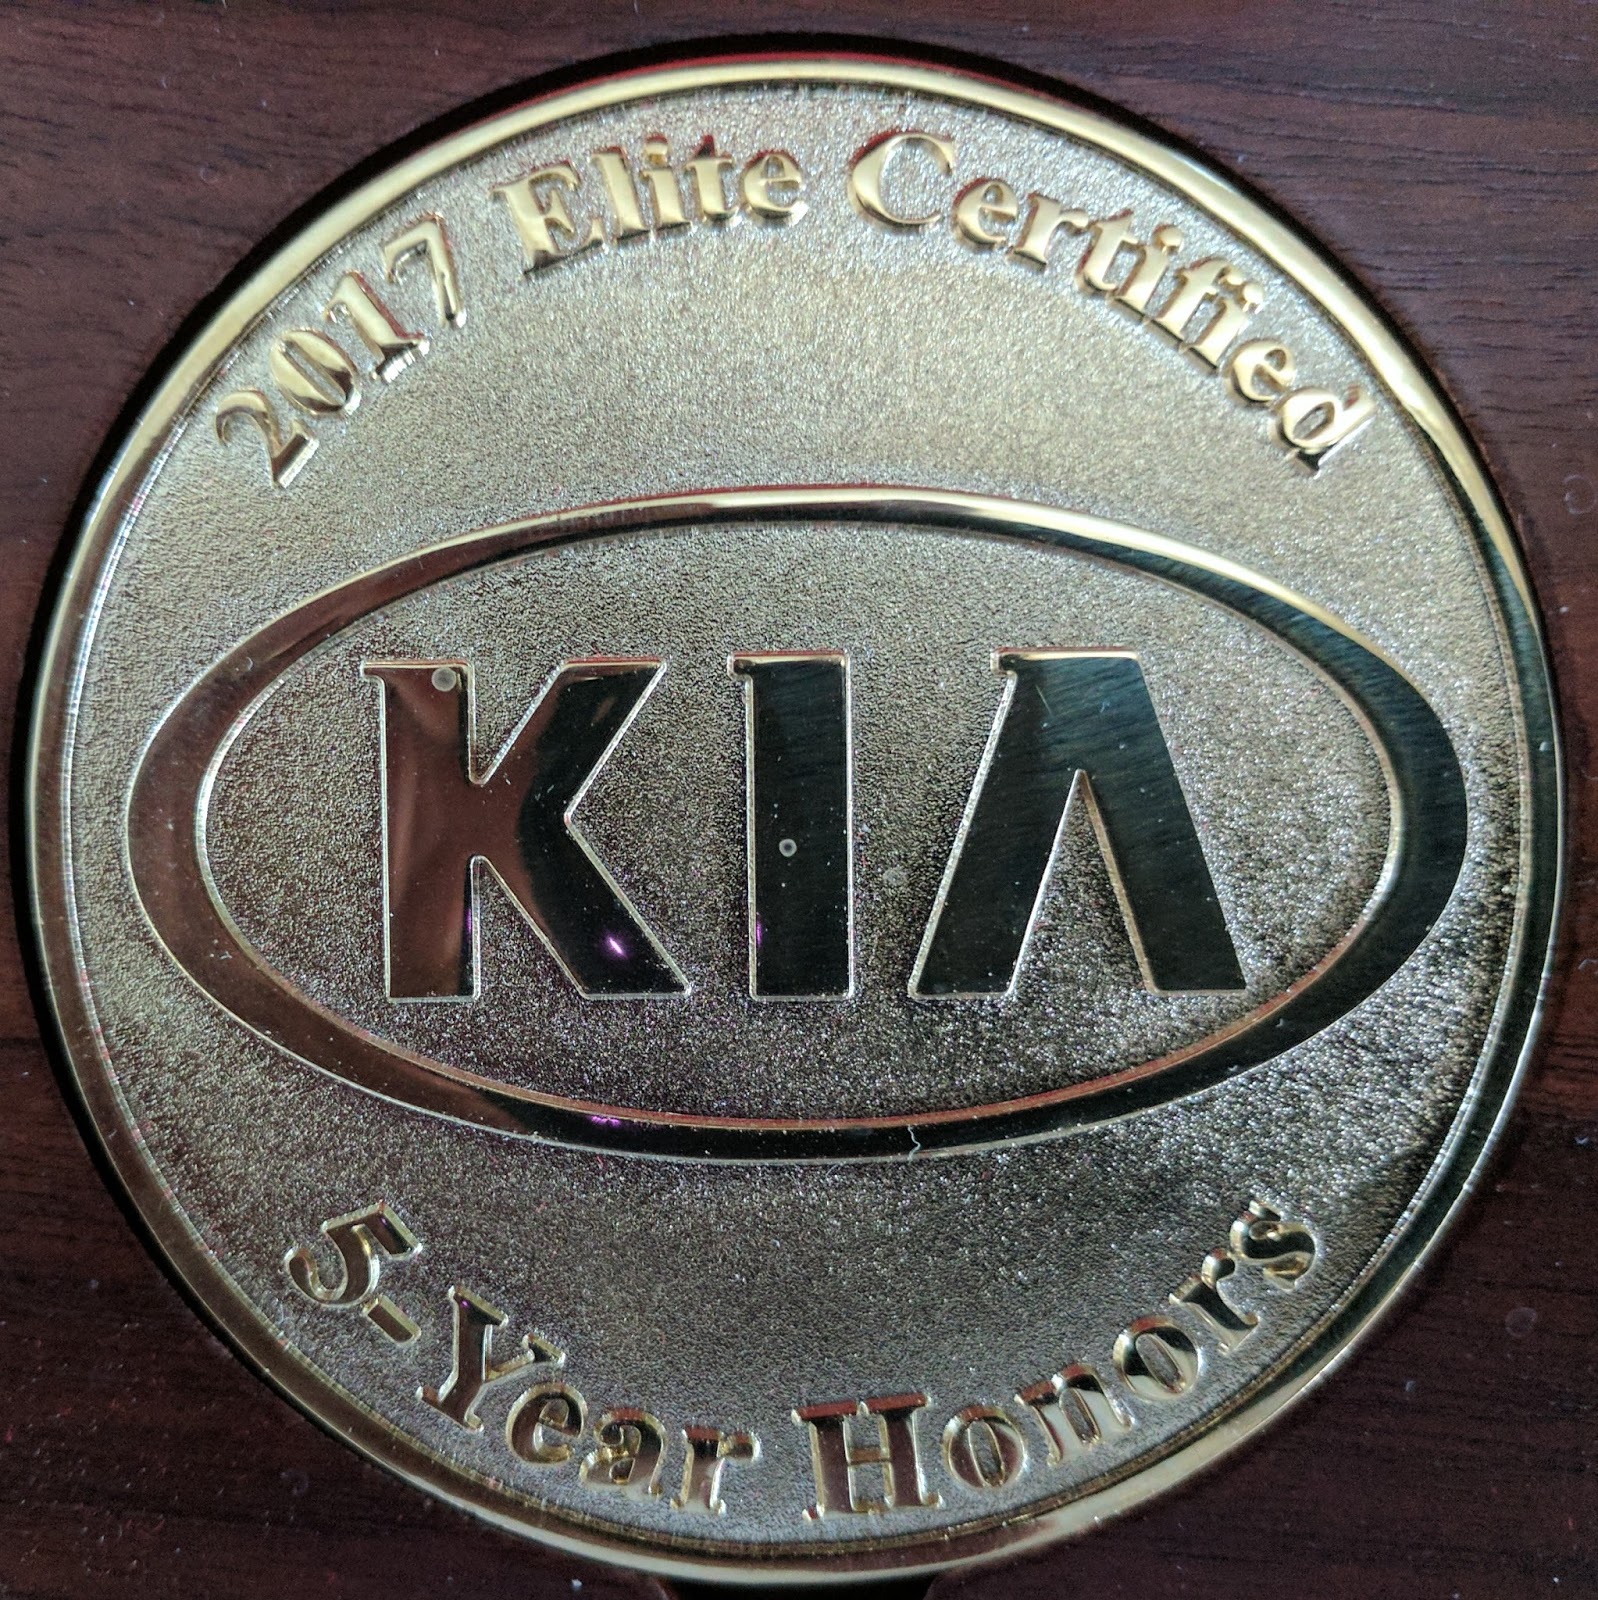 2017 Elite Certified
KIA
5-Year Honors